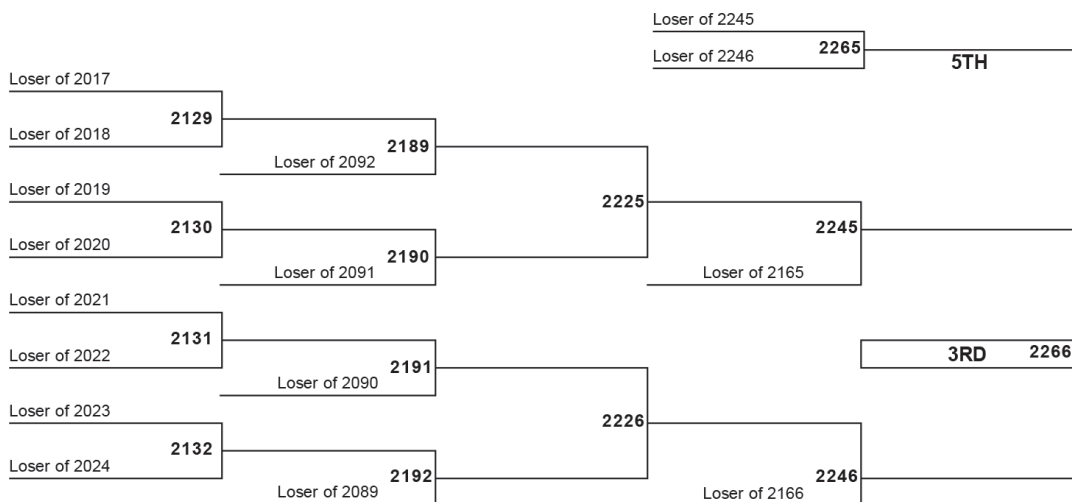 Loser of 2245
2265
Loser of 2246
5TH
Loser of 2017
2129
Loser of 2018
2189
Loser of 2092
Loser of 2019
2225
2130
2245
Loser of 2020
2190
Loser of 2091
Loser of 2165
Loser of 2021
2131
3RD 2266
Loser of 2022
2191
Loser of 2090
Loser of 2023
2226
2132
Loser of 2024
2192
2246
Loser of 2089
Loser of 2166